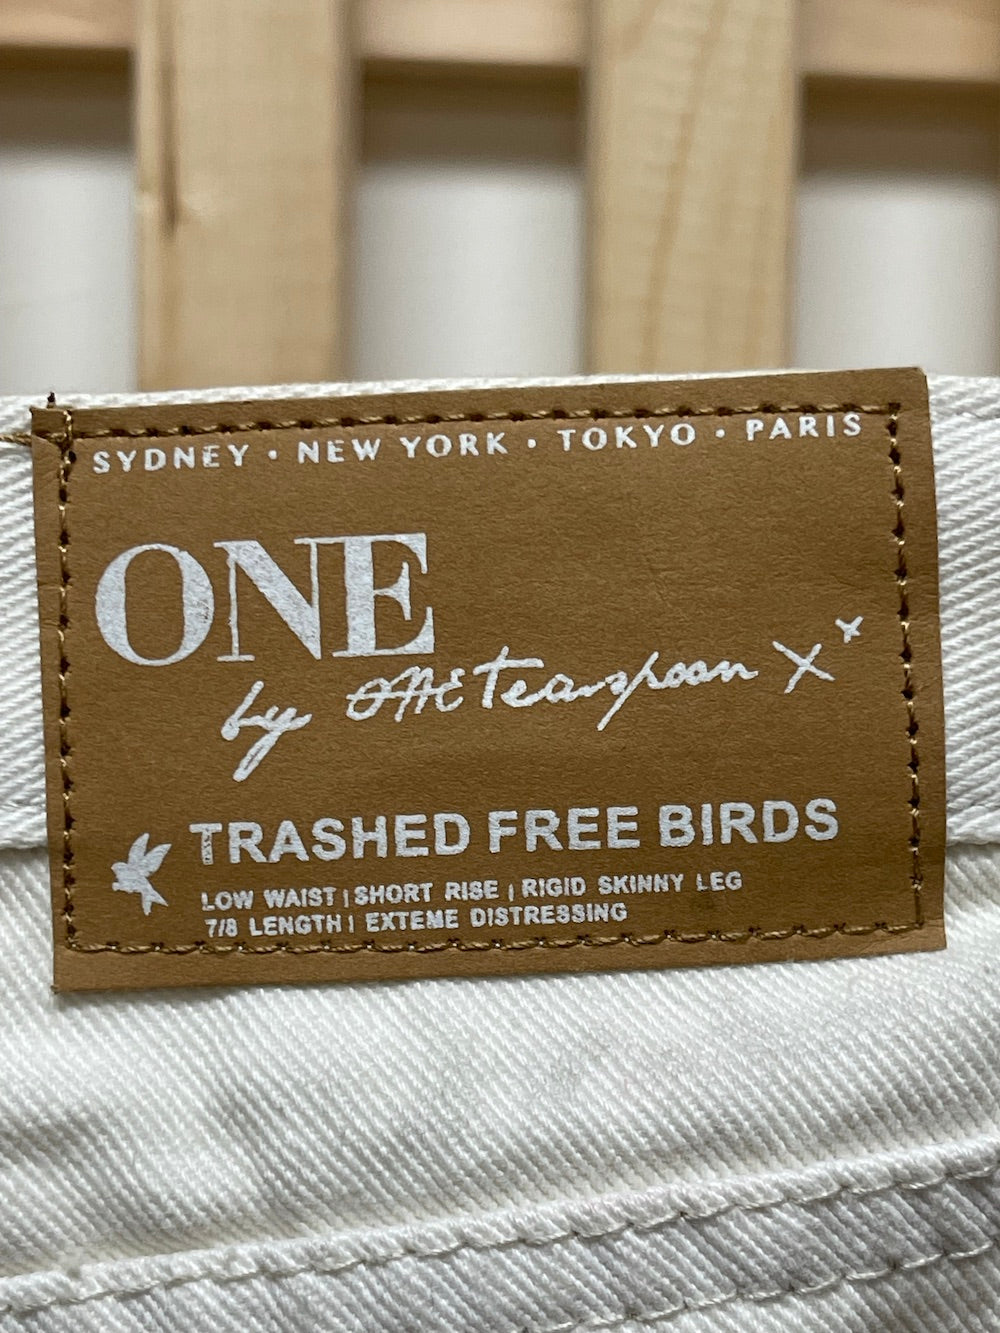 SYDNEY · NEW YORK · TOKYO · PARIS
ONE
by ONE Teaspoon X x
TRASHED FREE BIRDS
LOW WAIST | SHORT RISE | RIGID SKINNY LEG
7/8 LENGTH | EXTEME DISTRESSING